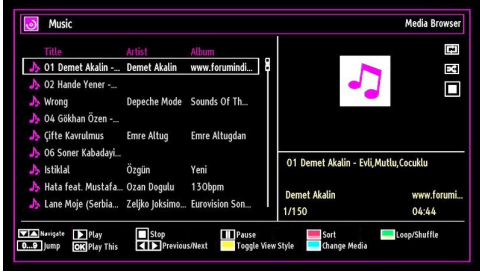 Music Media Browser
Title Artist Album
01 Demet Akalin -... Demet Akalin www.forumindi...
02 Hande Yener -...
Wrong Depeche Mode Sounds Of Th...
04 Gökhan Özen -...
Çifte Kavrulmus Emre Altug Emre Altugdan
06 Soner Kabadayi...
Istiklal Özgün Yeni
Hata feat. Mustafa... Ozan Dogulu 130bpm
Lane Moje (Serbia... Zeljko Joksimo... Eurovision Son...
01 Demet Akalin - Evli,Mutlu,Cocuklu
Demet Akalin www.forumi...
1/150 04:44
Navigate Play Stop Pause Sort Loop/Shuffle
0...9 Jump OK Play This Previous/Next Toggle View Style Change Media